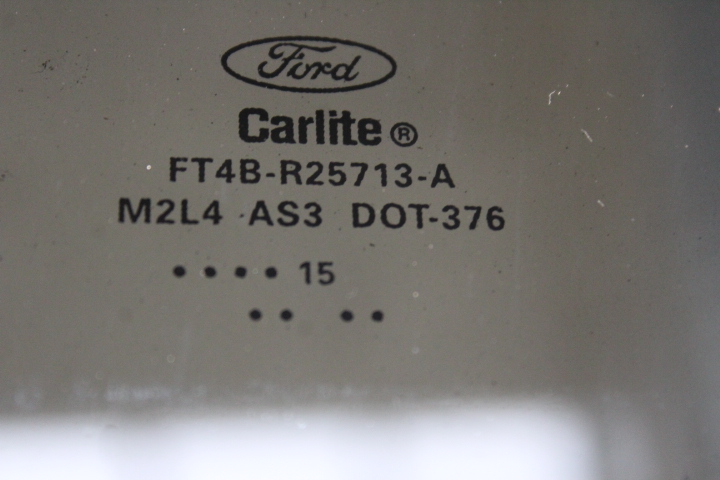 Ford
Carlite®
FT4B-R25713-A
M2L4 AS3 DOT-376
•••• 15
•• ••